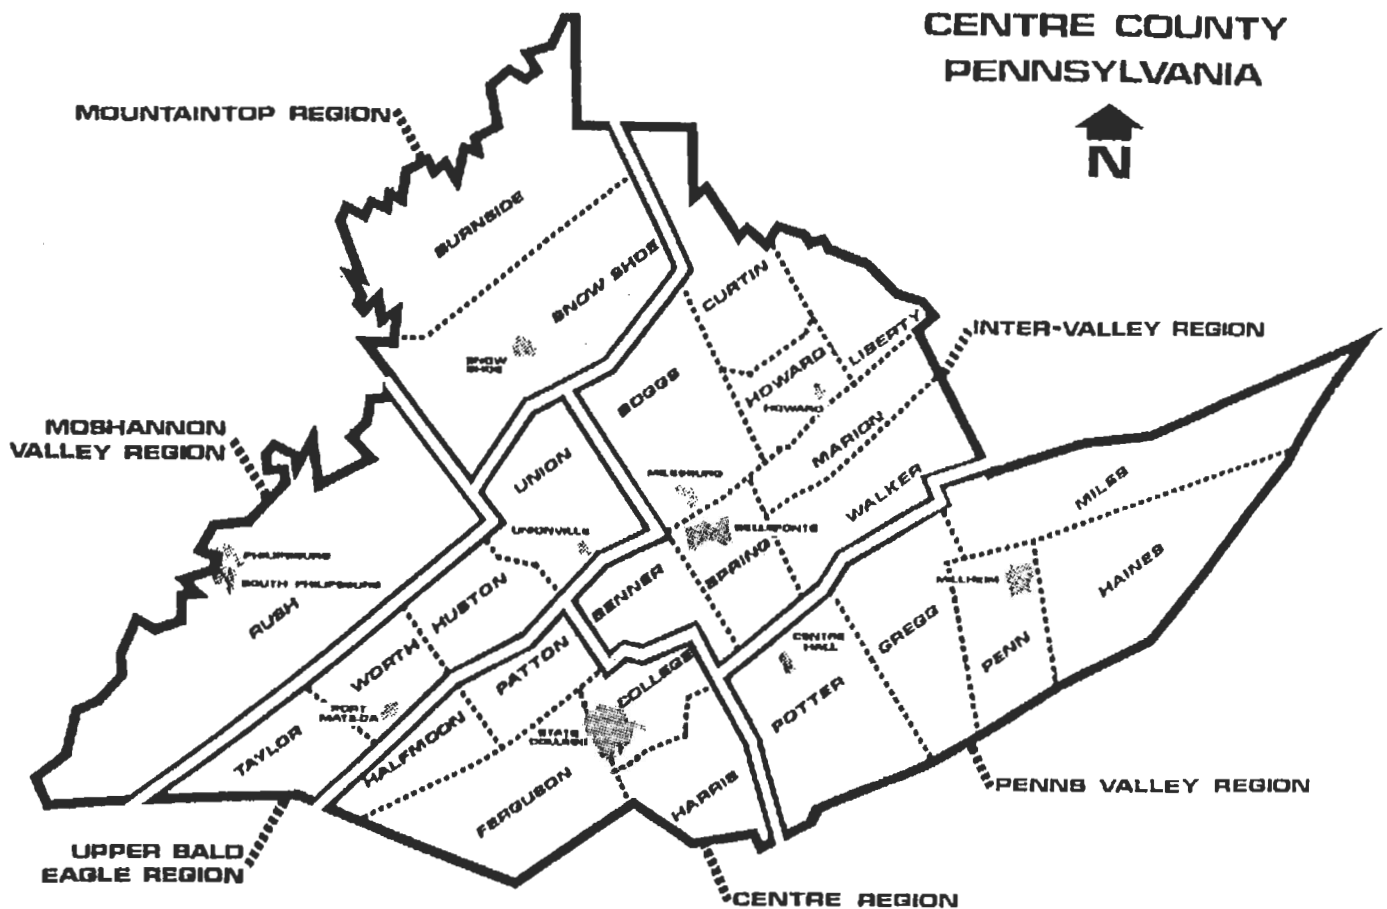 CENTRE COUNTY
PENNSYLVANIA
N
MOUNTAINTOP REGION
BURNSIDE
SNOW SHOE
SNOW
SHOE
CURTIN
INTER-VALLEY REGION
LIBERTY
HOWARD
HOWARD
BOGGS
MARION
MOSHANNON
VALLEY REGION
UNION
MILESBURG
WALKER
MILES
UNIONVILLE
BELLEFONTE
SPRING
PHILIPSBURG
SOUTH PHILIPSBURG
RUSH
HUSTON
BENNER
MILLHEIM
HAINES
GREGG
CENTRE
HALL
PENN
WORTH
PATTON
COLLEGE
POTTER
PORT
MATILDA
TAYLOR
HALFMOON
STATE
COLLEGE
FERGUSON
HARRIS
PENNS VALLEY REGION
UPPER BALD
EAGLE REGION
CENTRE REGION